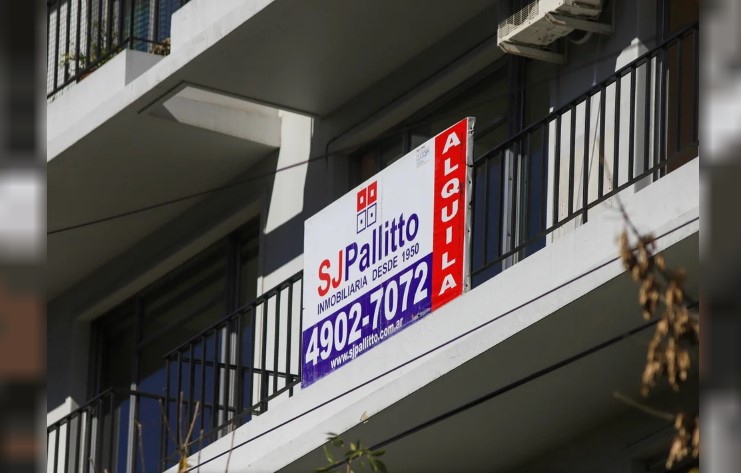 SJPallitto
INMOBILIARIA DESDE 1950
4902-7072
www.sjpallitto.com.ar
ALQUILA